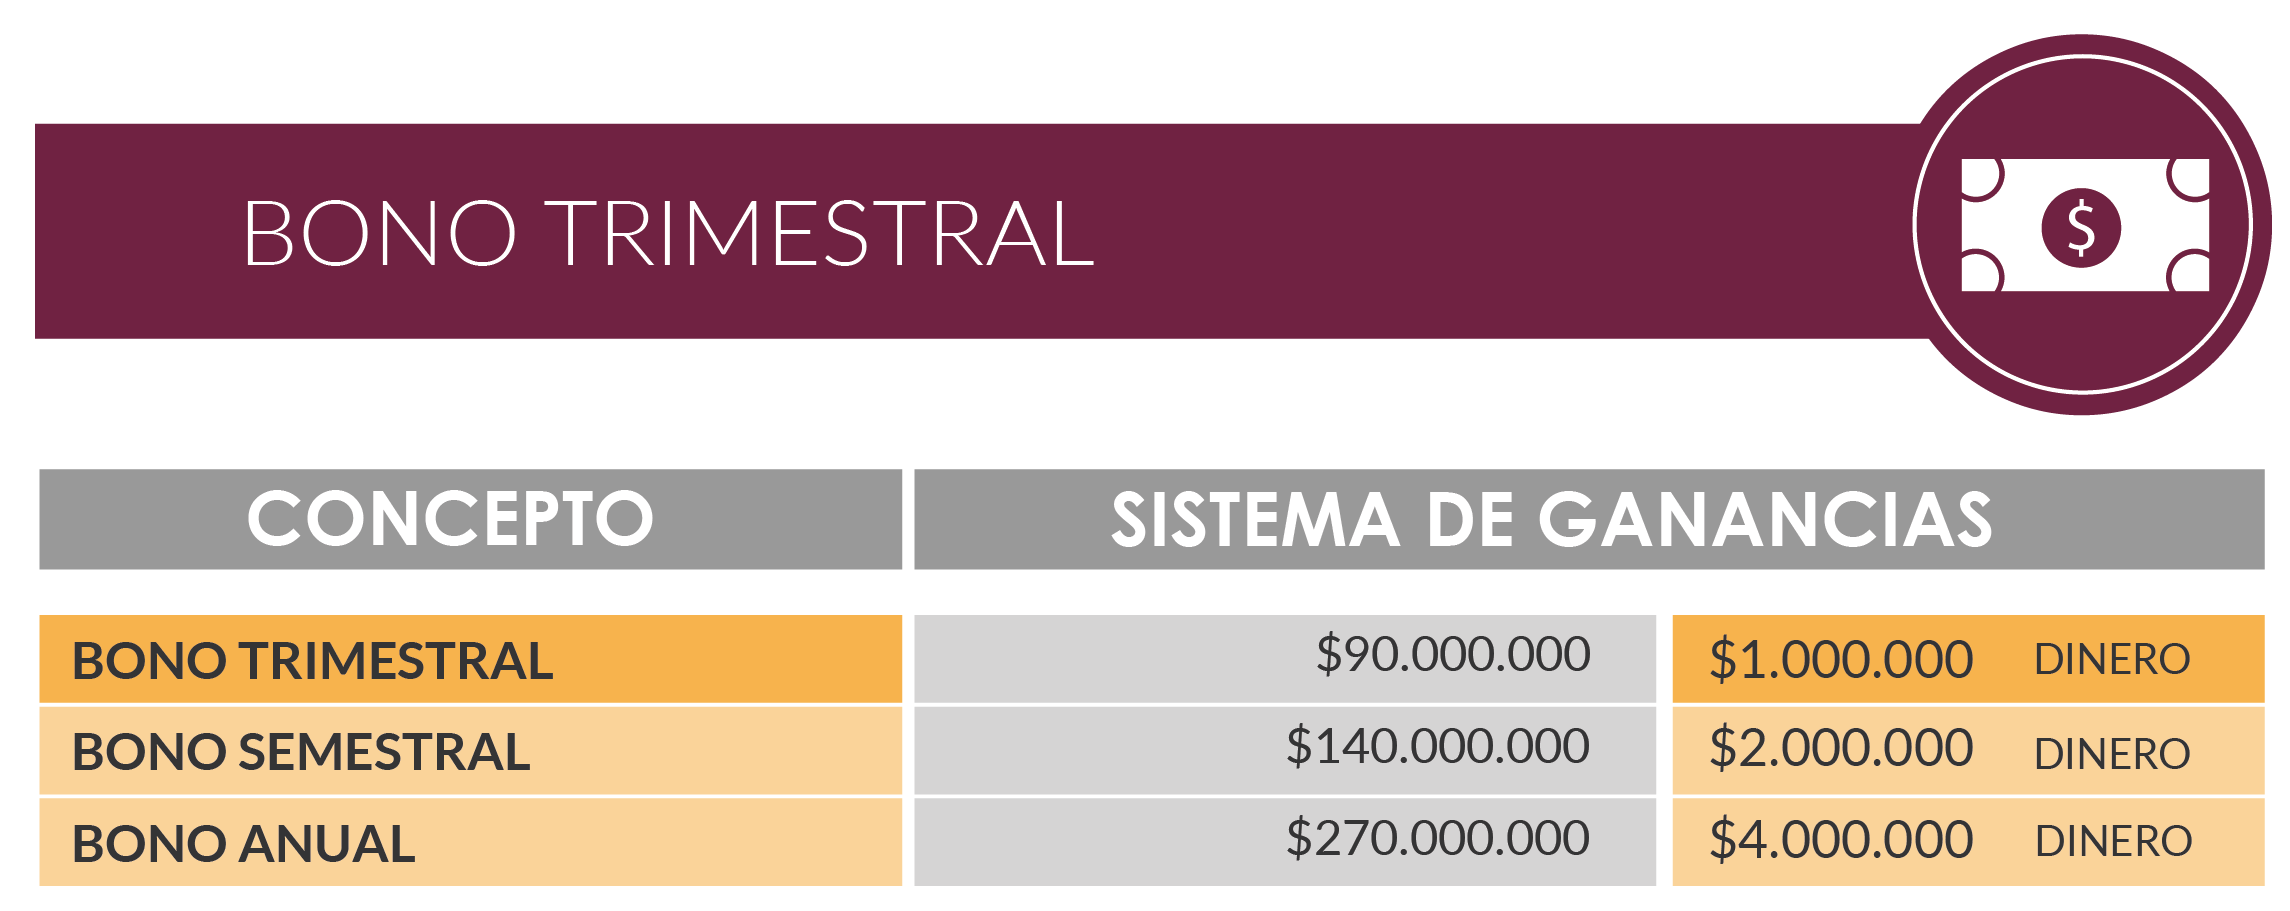 BONO TRIMESTRAL
$
CONCEPTO SISTEMA DE GANANCIAS
BONO TRIMESTRAL $90.000.000 $1.000.000 DINERO
BONO SEMESTRAL $140.000.000 $2.000.000 DINERO
BONO ANUAL $270.000.000 $4.000.000 DINERO